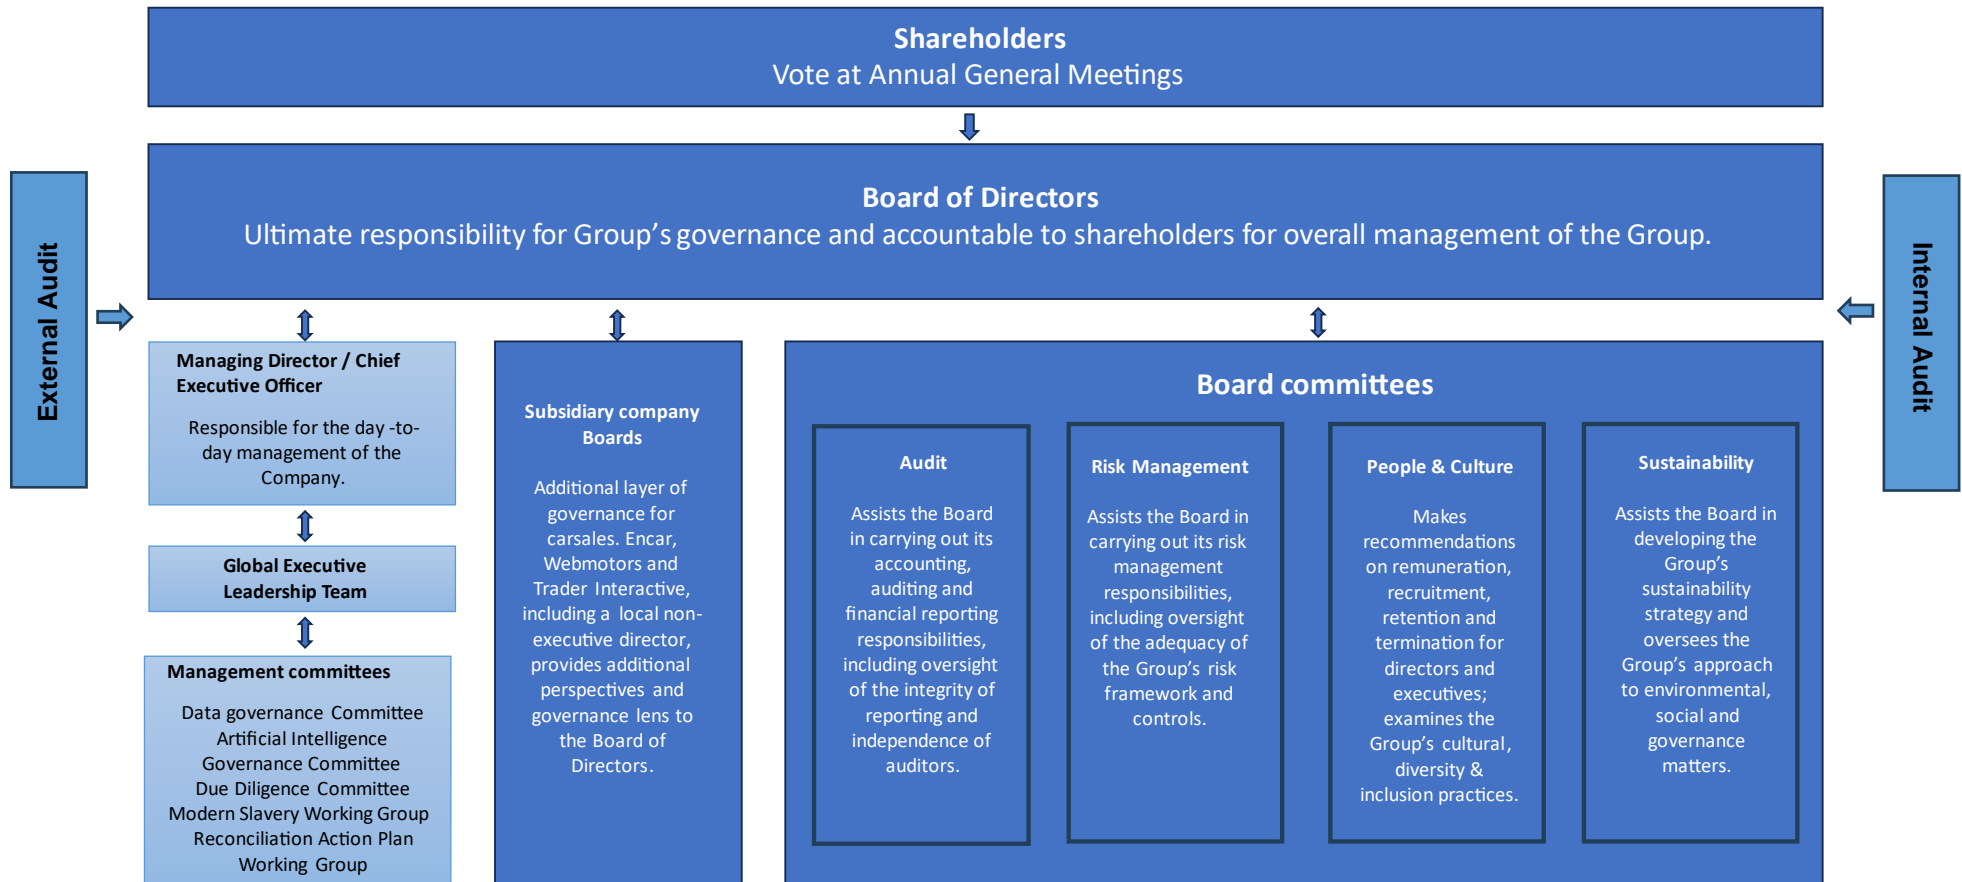 Shareholders
Vote at Annual General Meetings
Board of Directors
Ultimate responsibility for Group's governance and accountable to shareholders for overall management of the Group.
External Audit
Internal Audit
Managing Director / Chief
Executive Officer
Responsible for the day -to-
day management of the
Company.
Global Executive
Leadership Team
Management committees
Data governance Committee
Artificial Intelligence
Governance Committee
Due Diligence Committee
Modern Slavery Working Group
Reconciliation Action Plan
Working Group
Subsidiary company
Boards
Additional layer of
governance for
carsales. Encar,
Webmotors and
Trader Interactive,
including a local non-
executive director,
provides additional
perspectives and
governance lens to
the Board of
Directors.
Board committees
Audit
Assists the Board
in carrying out its
accounting,
auditing and
financial reporting
responsibilities,
including oversight
of the integrity of
reporting and
independence of
auditors.
Risk Management
Assists the Board in
carrying out its risk
management
responsibilities,
including oversight
of the adequacy of
the Group's risk
framework and
controls.
People & Culture
Makes
recommendations
on remuneration,
recruitment,
retention and
termination for
directors and
executives;
examines the
Group's cultural,
diversity &
inclusion practices.
Sustainability
Assists the Board in
developing the
Group's
sustainability
strategy and
oversees the
Group's approach
to environmental,
social and
governance
matters.